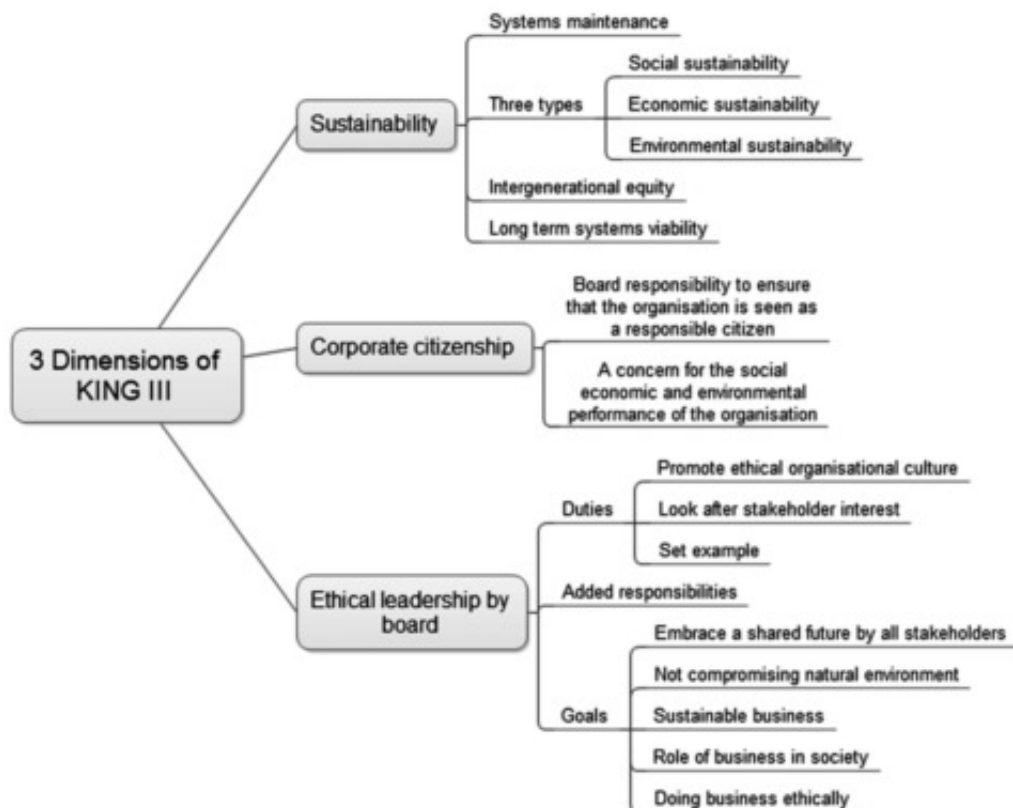 3 Dimensions of
KING III
Sustainability
Systems maintenance
Three types
Social sustainability
Economic sustainability
Environmental sustainability
Intergenerational equity
Long term systems viability
Corporate citizenship
Board responsibility to ensure
that the organisation is seen as
a responsible citizen
A concern for the social
economic and environmental
performance of the organisation
Ethical leadership by
board
Duties
Promote ethical organisational culture
Look after stakeholder interest
Set example
Added responsibilities
Goals
Embrace a shared future by all stakeholders
Not compromising natural environment
Sustainable business
Role of business in society
Doing business ethically